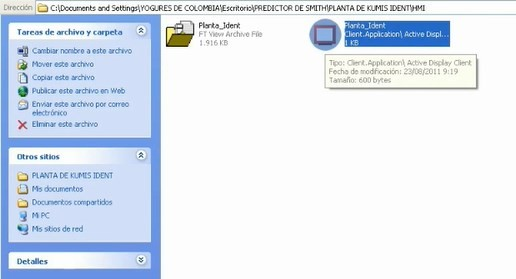 Dirección C:\Documents and Settings\YOGURES DE COLOMBIA\Escritorio\PREDICTOR DE SMITH\PLANTA DE KUMIS IDENT\HMI
Tareas de archivo y carpeta
Cambiar nombre a este archivo
Mover este archivo
Copiar este archivo
Publicar este archivo en Web
Enviar este archivo por correo
electrónico
Eliminar este archivo
Otros sitios
PLANTA DE KUMIS IDENT
Mis documentos
Documentos compartidos
Mi PC
Mis sitios de red
Detalles
Planta_Ident
FT View Archive File
1.916 KB
Planta_Ident
Client.Application\ Active Displ...
1 KB
Tipo: Client.Application\ Active Display Client
Fecha de modificación: 23/08/2011 9:19
Tamaño: 600 bytes